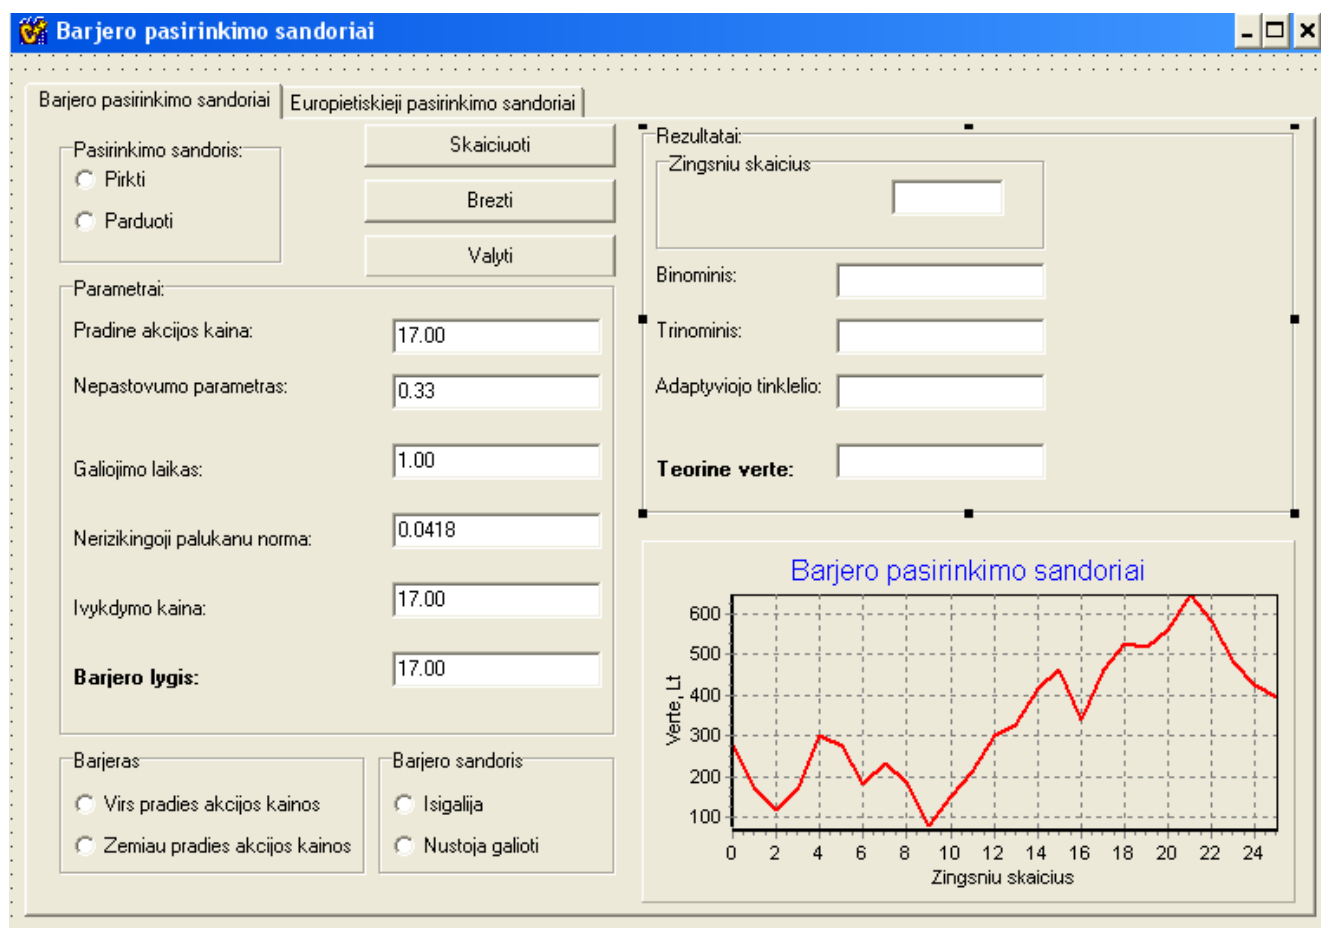 Barjero pasirinkimo sandoriai
Barjero pasirinkimo sandoriai
Europietiskieji pasirinkimo sandoriai
Pasirinkimo sandoris:
Pirkti
Parduoti
Skaiciuoti
Brezti
Valyti
Parametrai:
Pradine akcijos kaina:
17.00
Nepastovumo parametras:
0.33
Galiojimo laikas:
1.00
Nerizikingoji palukanu norma:
0.0418
Ivykdymo kaina:
17.00
Barjero lygis:
17.00
Barjeras
Virs pradies akcijos kainos
Zemiau pradies akcijos kainos
Barjero sandoris
Isigalija
Nustoja galioti
Rezultatai:
Zingsniu skaicius
Binominis:
Trinominis:
Adaptyviojo tinklelio:
Teorine verte:
Barjero pasirinkimo sandoriai
Verte, Lt
600
500
400
300
200
100
0 2 4 6 8 10 12 14 16 18 20 22 24
Zingsniu skaicius